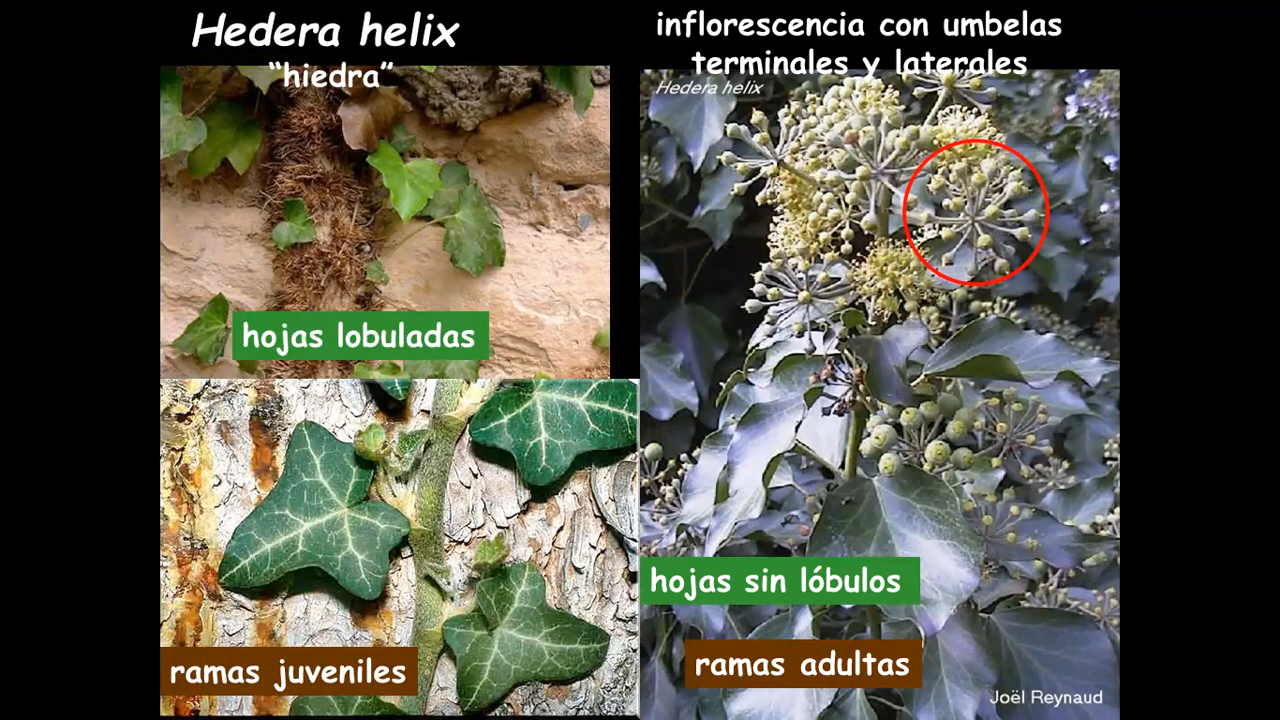 Hedera helix
“hiedra”
hojas lobuladas
ramas juveniles
inflorescencia con umbelas
terminales y laterales
Hedera helix
hojas sin lóbulos
ramas adultas
Joël Reynaud